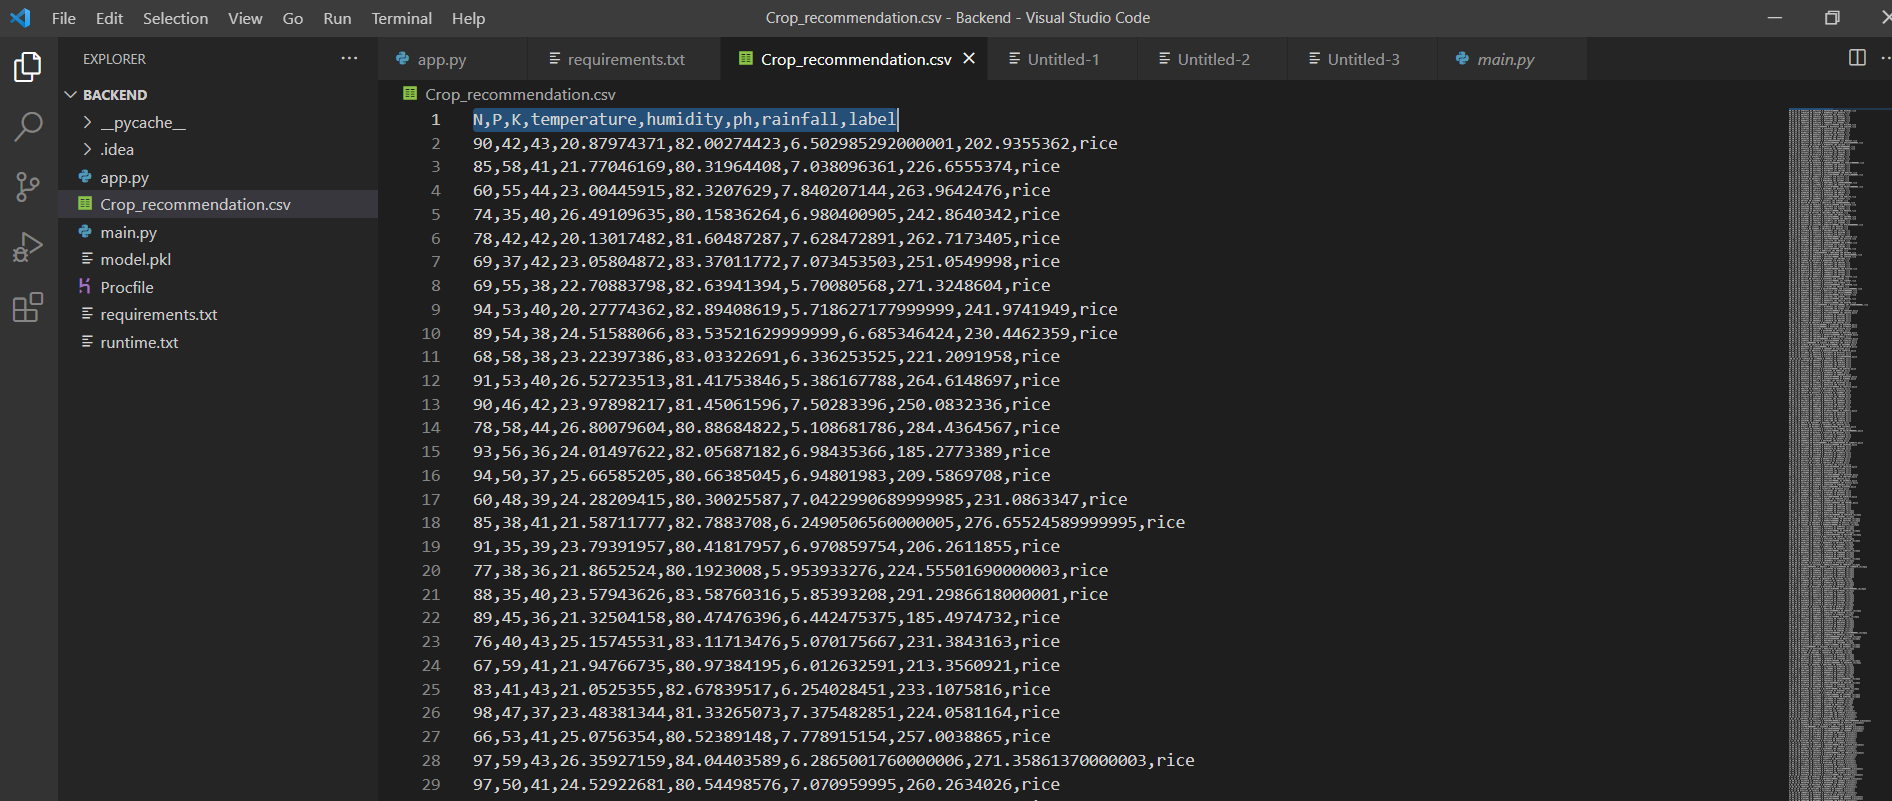 File Edit Selection View Go Run Terminal Help
Crop_recommendation.csv - Backend - Visual Studio Code
EXPLORER
app.py
requirements.txt
Crop_recommendation.csv
Untitled-1
Untitled-2
Untitled-3
main.py
BACKEND
__pycache__
.idea
app.py
Crop_recommendation.csv
main.py
model.pkl
Procfile
requirements.txt
runtime.txt
Crop_recommendation.csv
1 N,P,K,temperature,humidity,ph,rainfall,label
2 90,42,43,20.87974371,82.00274423,6.502985292000001,202.9355362,rice
3 85,58,41,21.77046169,80.31964408,7.038096361,226.6555374,rice
4 60,55,44,23.00445915,82.3207629,7.840207144,263.9642476,rice
5 74,35,40,26.49109635,80.15836264,6.980400905,242.8640342,rice
6 78,42,42,20.13017482,81.60487287,7.628472891,262.7173405,rice
7 69,37,42,23.05804872,83.37011772,7.073453503,251.0549998,rice
8 69,55,38,22.70883798,82.63941394,5.70080568,271.3248604,rice
9 94,53,40,20.27774362,82.89408619,5.718627177999999,241.9741949,rice
10 89,54,38,24.51588066,83.53521629999999,6.685346424,230.4462359,rice
11 68,58,38,23.22397386,83.03322691,6.336253525,221.2091958,rice
12 91,53,40,26.52723513,81.41753846,5.386167788,264.6148697,rice
13 90,46,42,23.97898217,81.45061596,7.50283396,250.0832336,rice
14 78,58,44,26.80079604,80.88684822,5.108681786,284.4364567,rice
15 93,56,36,24.01497622,82.05687182,6.98435366,185.2773389,rice
16 94,50,37,25.66585205,80.66385045,6.94801983,209.5869708,rice
17 60,48,39,24.28209415,80.30025587,7.0422990689999985,231.0863347,rice
18 85,38,41,21.58711777,82.7883708,6.2490506560000005,276.65524589999995,rice
19 91,35,39,23.79391957,80.41817957,6.970859754,206.2611855,rice
20 77,38,36,21.8652524,80.1923008,5.953933276,224.55501690000003,rice
21 88,35,40,23.57943626,83.58760316,5.85393208,291.2986618000001,rice
22 89,45,36,21.32504158,80.47476396,6.442475375,185.4974732,rice
23 76,40,43,25.15745531,83.11713476,5.070175667,231.3843163,rice
24 67,59,41,21.94766735,80.97384195,6.012632591,213.3560921,rice
25 83,41,43,21.0525355,82.67839517,6.254028451,233.1075816,rice
26 98,47,37,23.48381344,81.33265073,7.375482851,224.0581164,rice
27 66,53,41,25.0756354,80.52389148,7.778915154,257.0038865,rice
28 97,59,43,26.35927159,84.04403589,6.2865001760000006,271.35861370000003,rice
29 97,50,41,24.52922681,80.54498576,7.070959995,260.2634026,rice